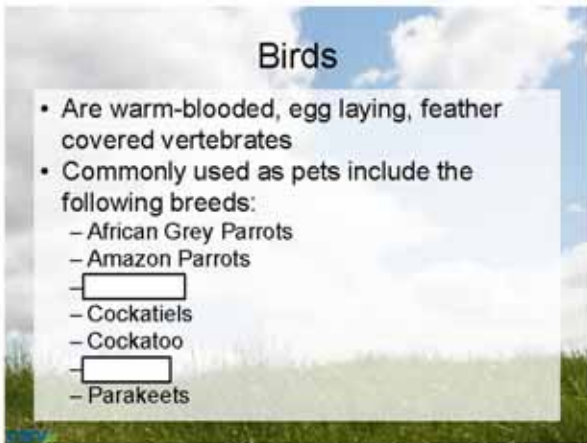 Birds
• Are warm-blooded, egg laying, feather
covered vertebrates
• Commonly used as pets include the
following breeds:
– African Grey Parrots
– Amazon Parrots
–
– Cockatiels
– Cockatoo
–
– Parakeets